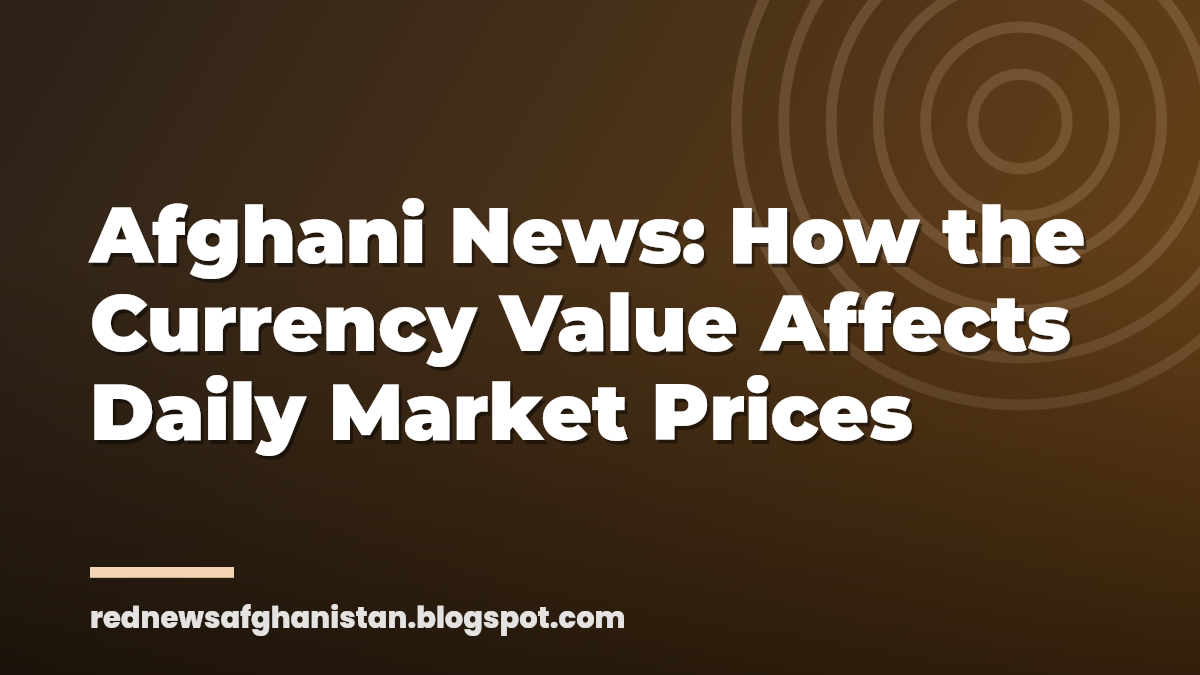 Afghani News: How the
Currency Value Affects
Daily Market Prices
rednewsafghanistan.blogspot.com